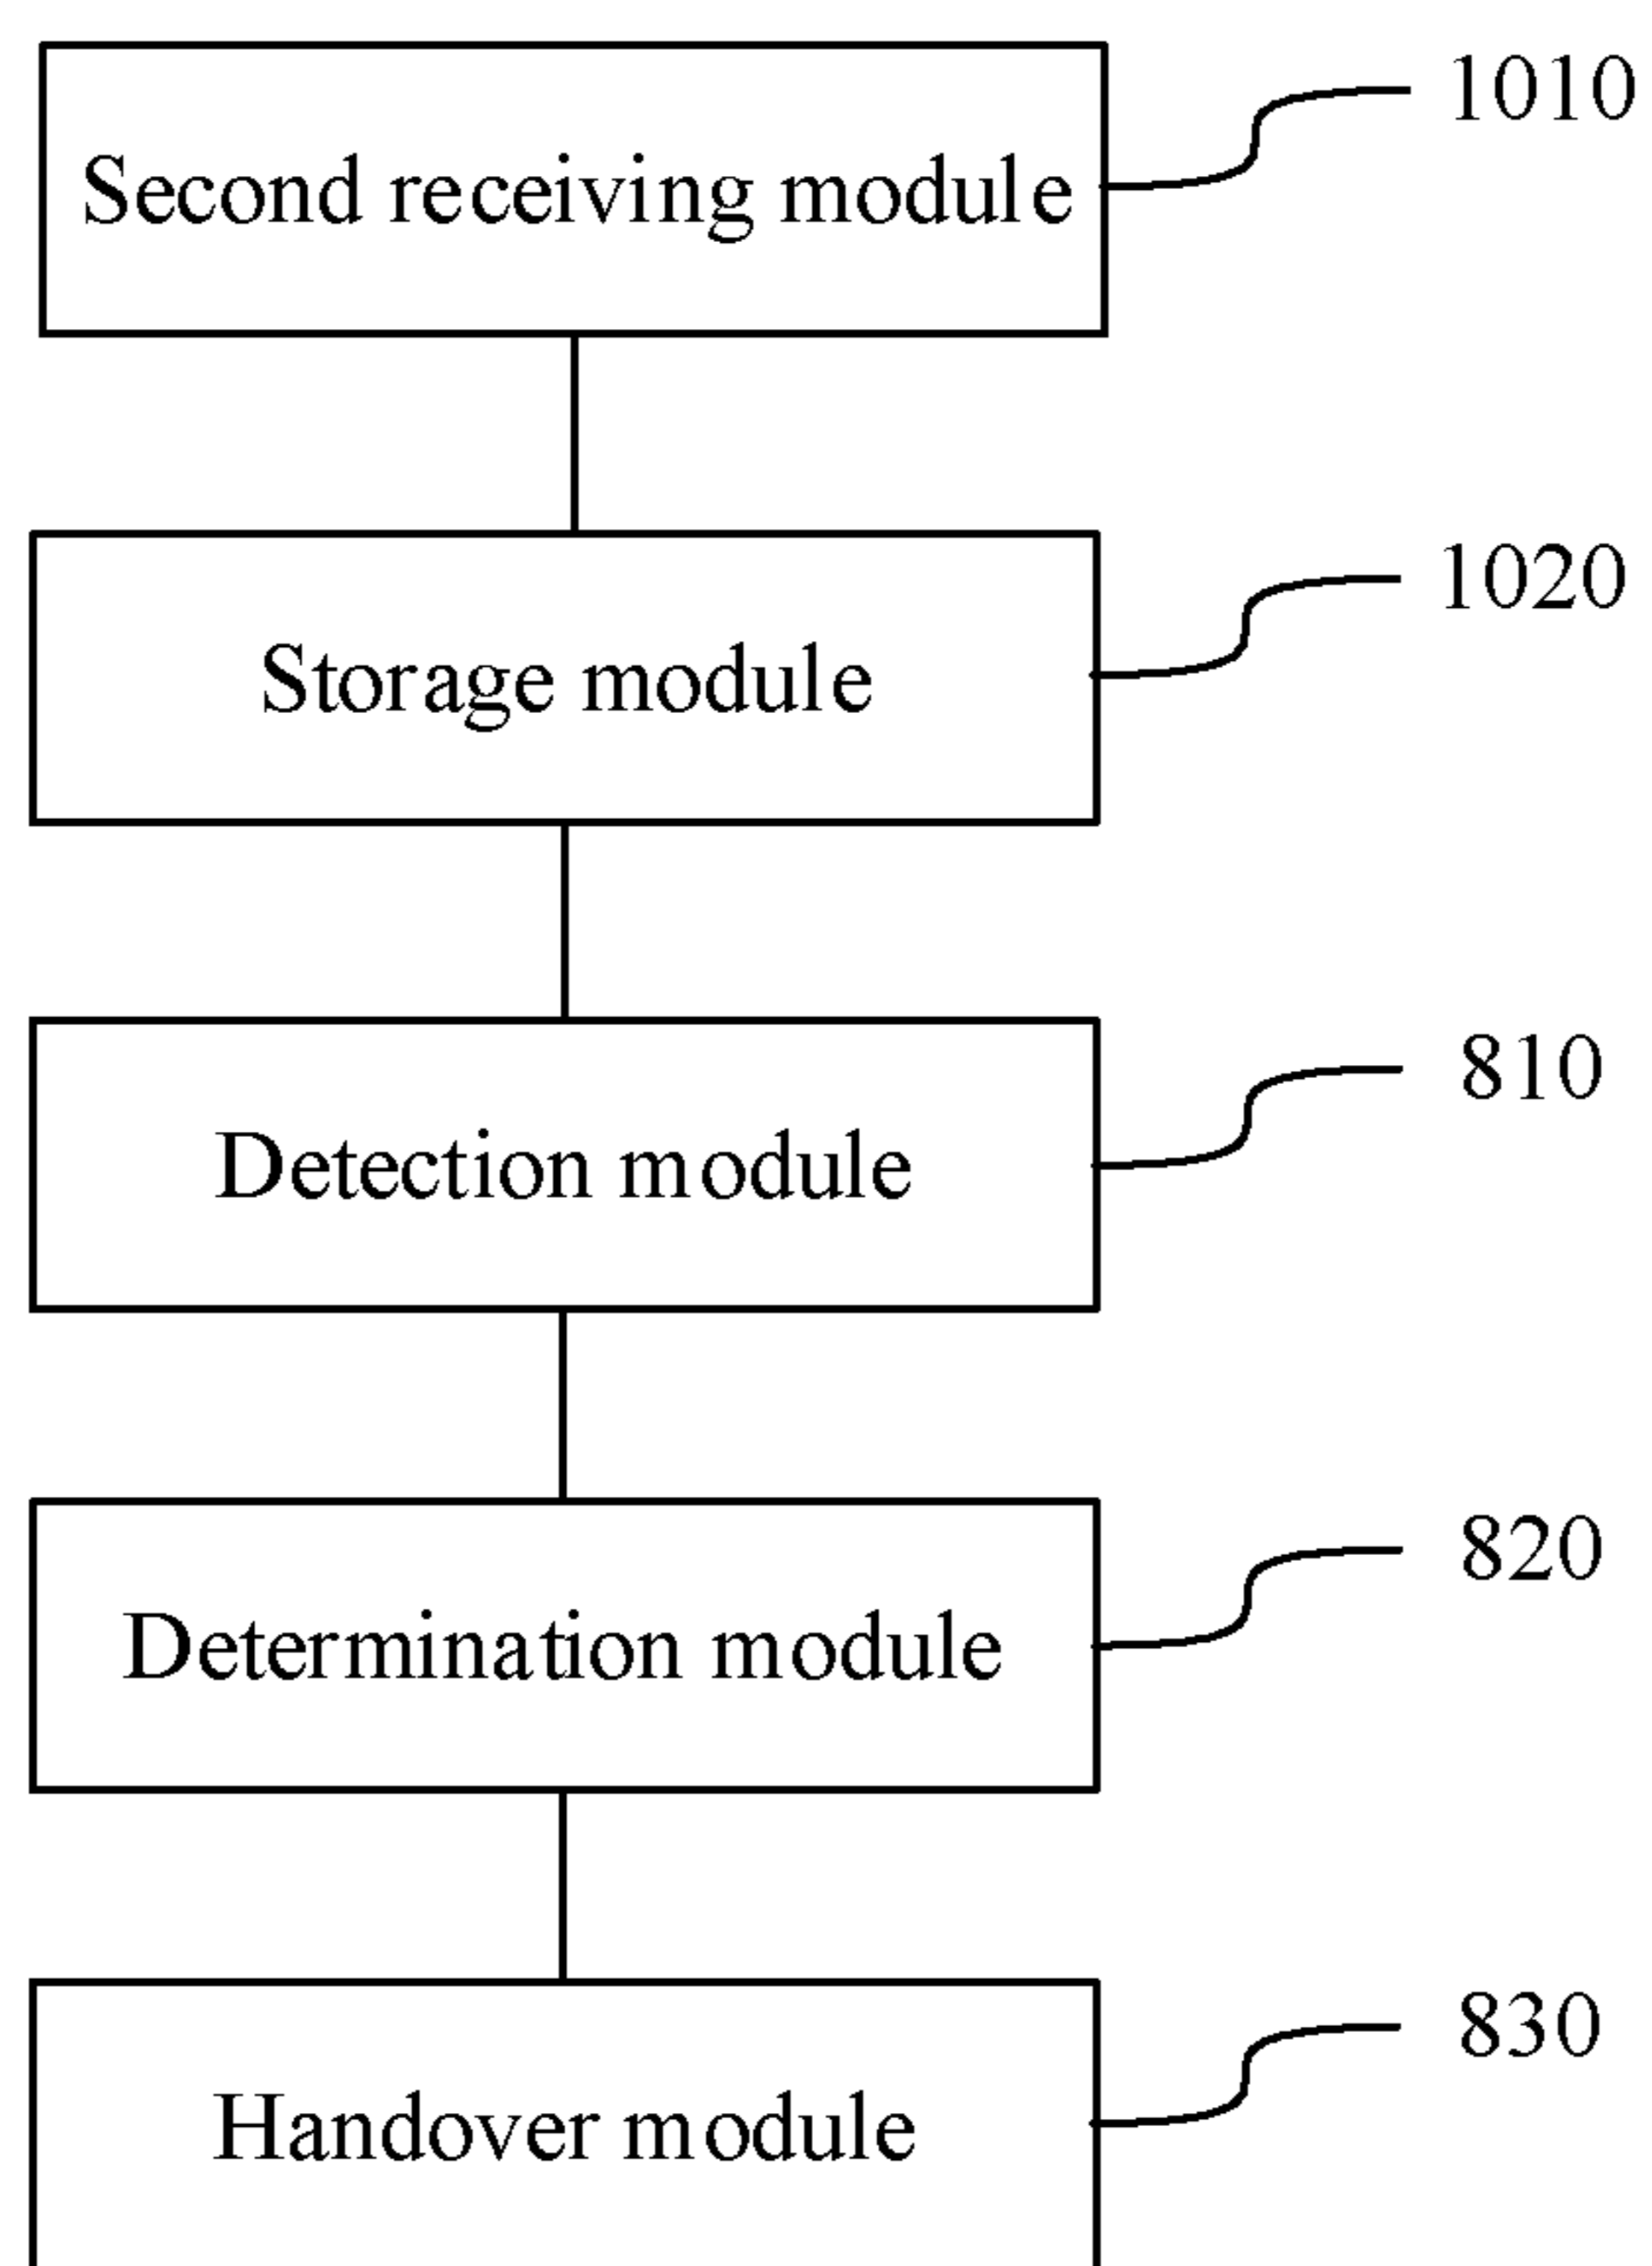 Second receiving module 1010
Storage module 1020
Detection module 810
Determination module 820
Handover module 830